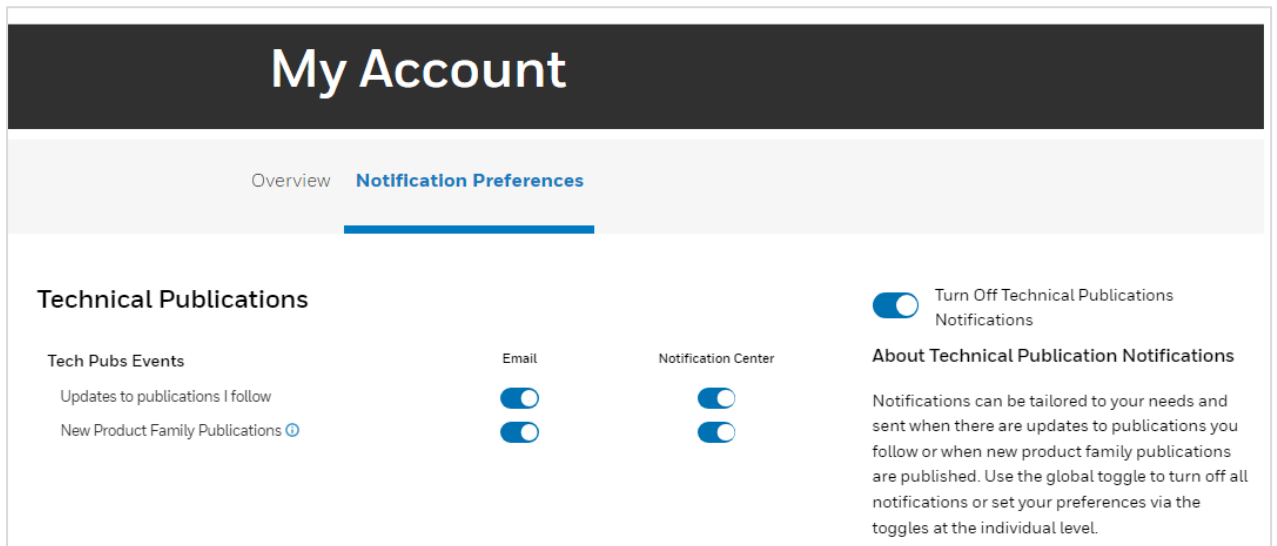 My Account
Overview Notification Preferences
Technical Publications
Turn Off Technical Publications
Notifications
Tech Pubs Events Email Notification Center
Updates to publications I follow
New Product Family Publications
About Technical Publication Notifications
Notifications can be tailored to your needs and
sent when there are updates to publications you
follow or when new product family publications
are published. Use the global toggle to turn off all
notifications or set your preferences via the
toggles at the individual level.